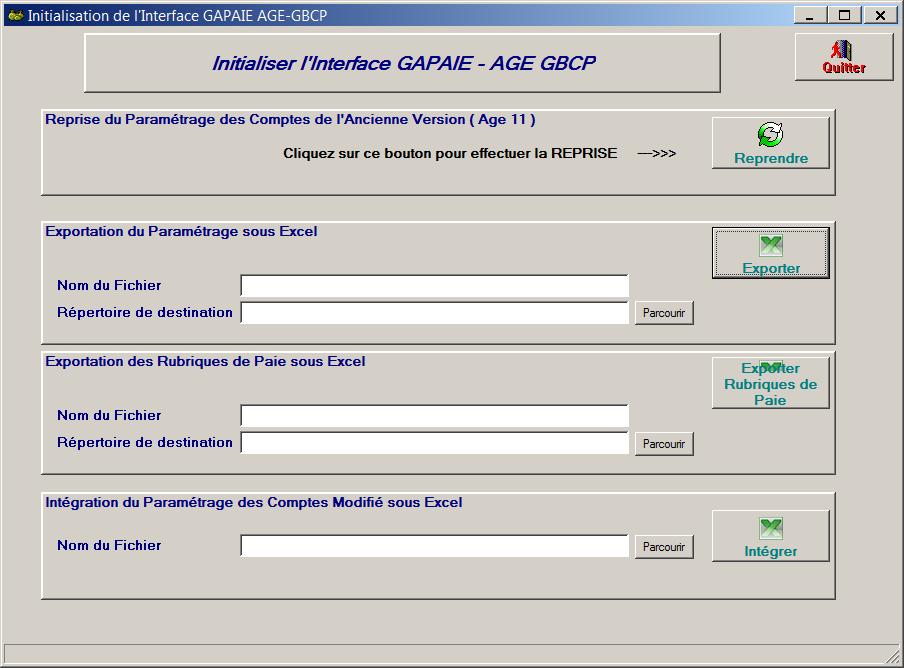 Initialisation de l'Interface GAPAIE AGE-GBCP
Initialiser l'Interface GAPAIE - AGE GBCP
Quitter
Reprise du Paramétrage des Comptes de l'Ancienne Version ( Age 11 )
Cliquez sur ce bouton pour effectuer la REPRISE --->>>
Reprendre
Exportation du Paramétrage sous Excel
Exporter
Nom du Fichier
Répertoire de destination
Parcourir
Exportation des Rubriques de Paie sous Excel
Exporter
Rubriques de
Paie
Nom du Fichier
Répertoire de destination
Parcourir
Intégration du Paramétrage des Comptes Modifié sous Excel
Nom du Fichier
Parcourir
Intégrer